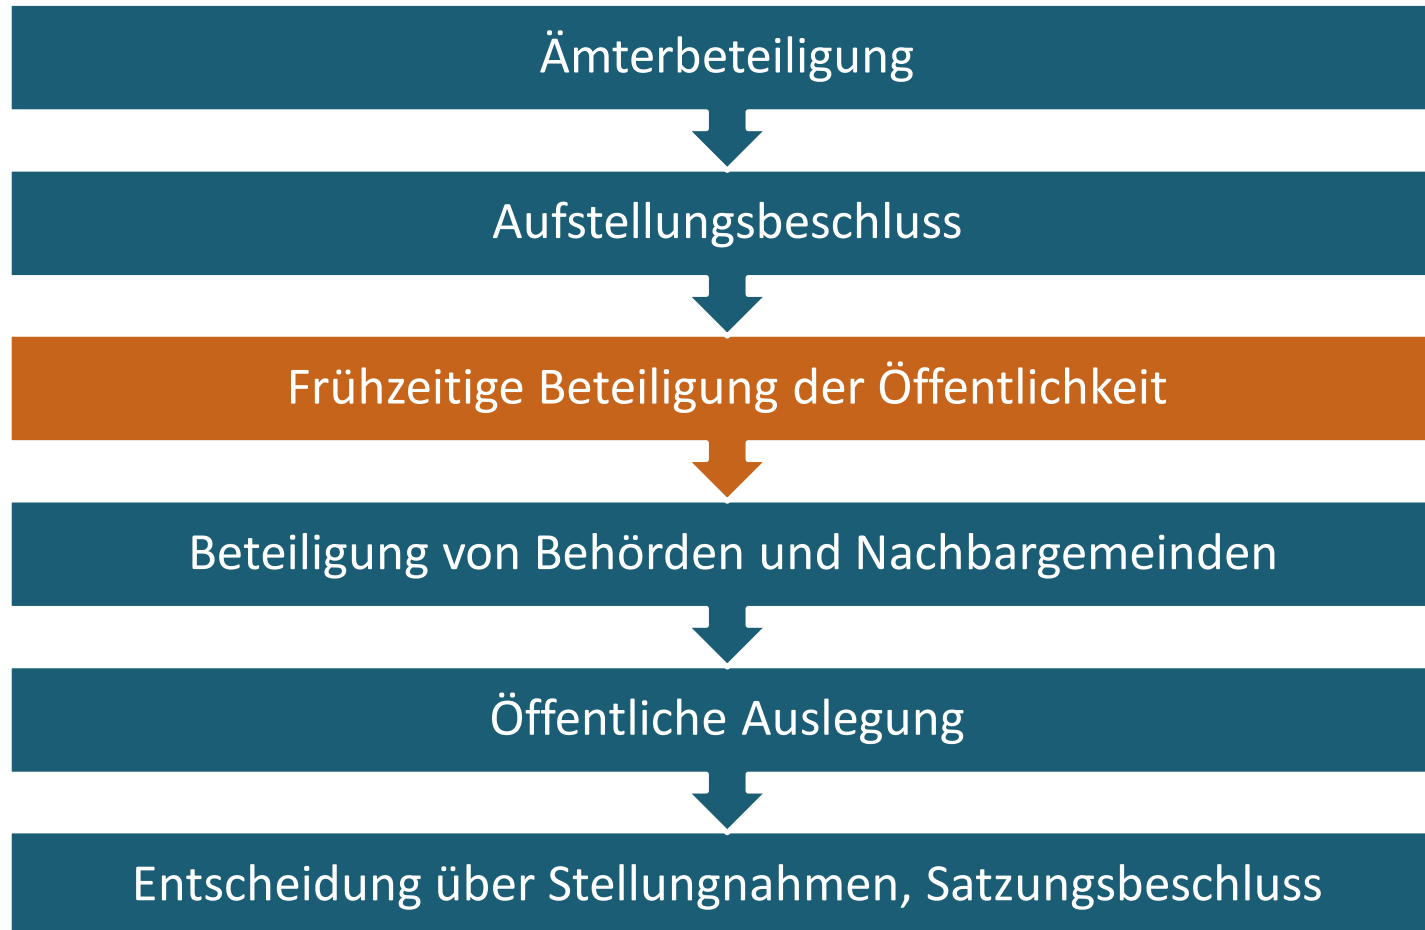 Ämterbeteiligung
Aufstellungsbeschluss
Frühzeitige Beteiligung der Öffentlichkeit
Beteiligung von Behörden und Nachbargemeinden
Öffentliche Auslegung
Entscheidung über Stellungnahmen, Satzungsbeschluss